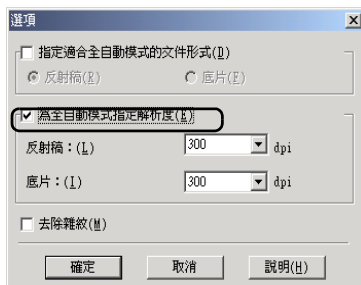 選項
指定適合全自動模式的文件形式(D)
反射稿(R) 底片(F)
為全自動模式指定解析度(E)
反射稿：(L) 300 dpi
底片：(I) 300 dpi
去除雜紋(M)
確定 取消 說明(H)